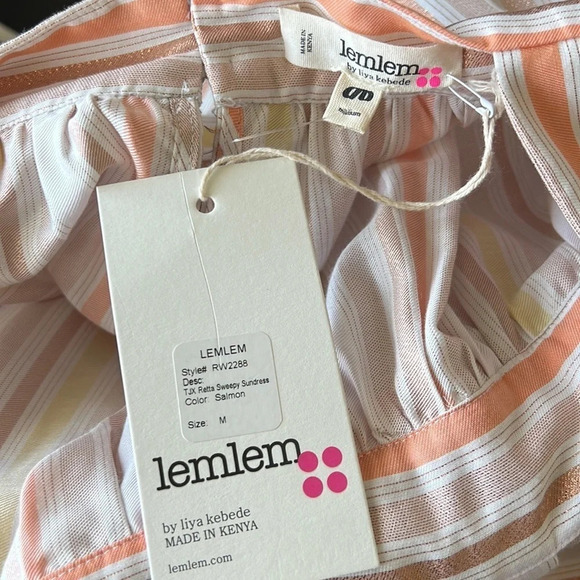 MADE IN
KENYA
lemlem
by liya kebede
medium
LEMLEM
Style# RW2288
Desc:
TJX Retta Sweepy Sundress
Color: Salmon
Size: M
lemlem
by liya kebede
MADE IN KENYA
lemlem.com